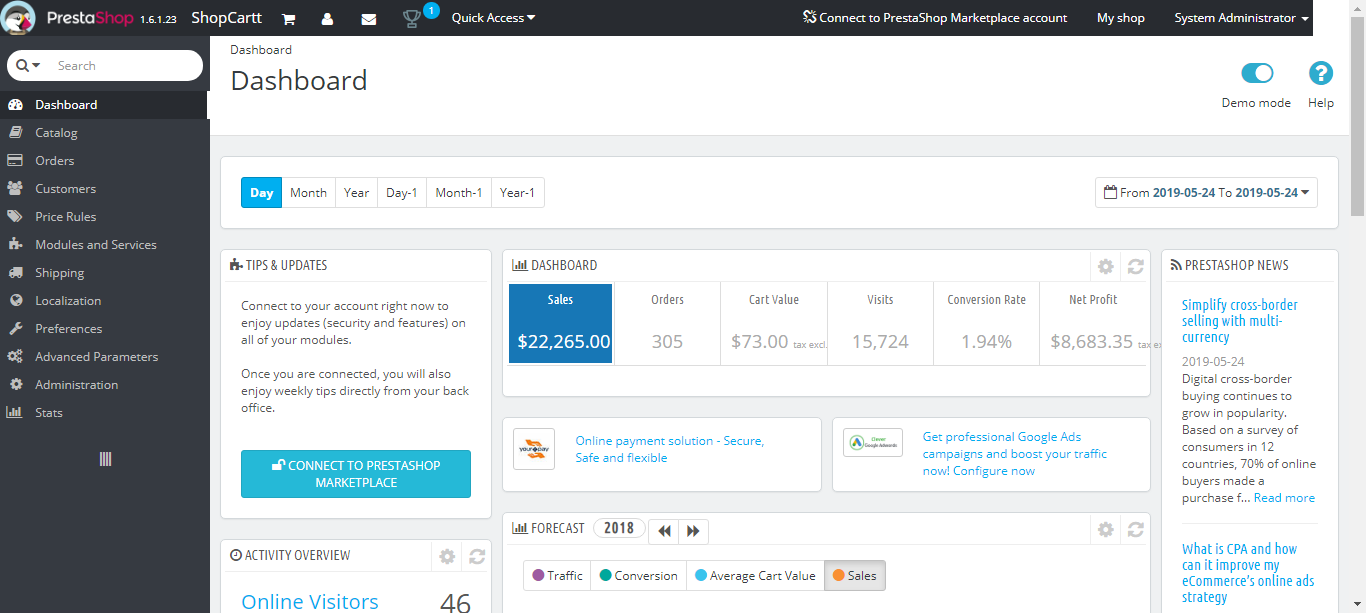 PrestaShop 1.6.1.23 ShopCartt 1 Quick Access Connect to PrestaShop Marketplace account My shop System Administrator
Search
Dashboard
Catalog
Orders
Customers
Price Rules
Modules and Services
Shipping
Localization
Preferences
Advanced Parameters
Administration
Stats
Dashboard
Dashboard
Demo mode
Help
Day Month Year Day-1 Month-1 Year-1
From 2019-05-24 To 2019-05-24
TIPS & UPDATES
Connect to your account right now to
enjoy updates (security and features) on
all of your modules.
Once you are connected, you will also
enjoy weekly tips directly from your back
office.
CONNECT TO PRESTASHOP
MARKETPLACE
ACTIVITY OVERVIEW
Online Visitors 46
DASHBOARD
Sales Orders Cart Value Visits Conversion Rate Net Profit
$22,265.00 305 $73.00 tax excl. 15,724 1.94% $8,683.35 tax ex
Online payment solution - Secure,
Safe and flexible
Clever
Google Adwords
Get professional Google Ads
campaigns and boost your traffic
now! Configure now
FORECAST 2018
Traffic Conversion Average Cart Value Sales
PRESTASHOP NEWS
Simplify cross-border
selling with multi-
currency
2019-05-24
Digital cross-border
buying continues to
grow in popularity.
Based on a survey of
consumers in 12
countries, 70% of online
buyers made a
purchase f... Read more
What is CPA and how
can it improve my
eCommerce's online ads
strategy